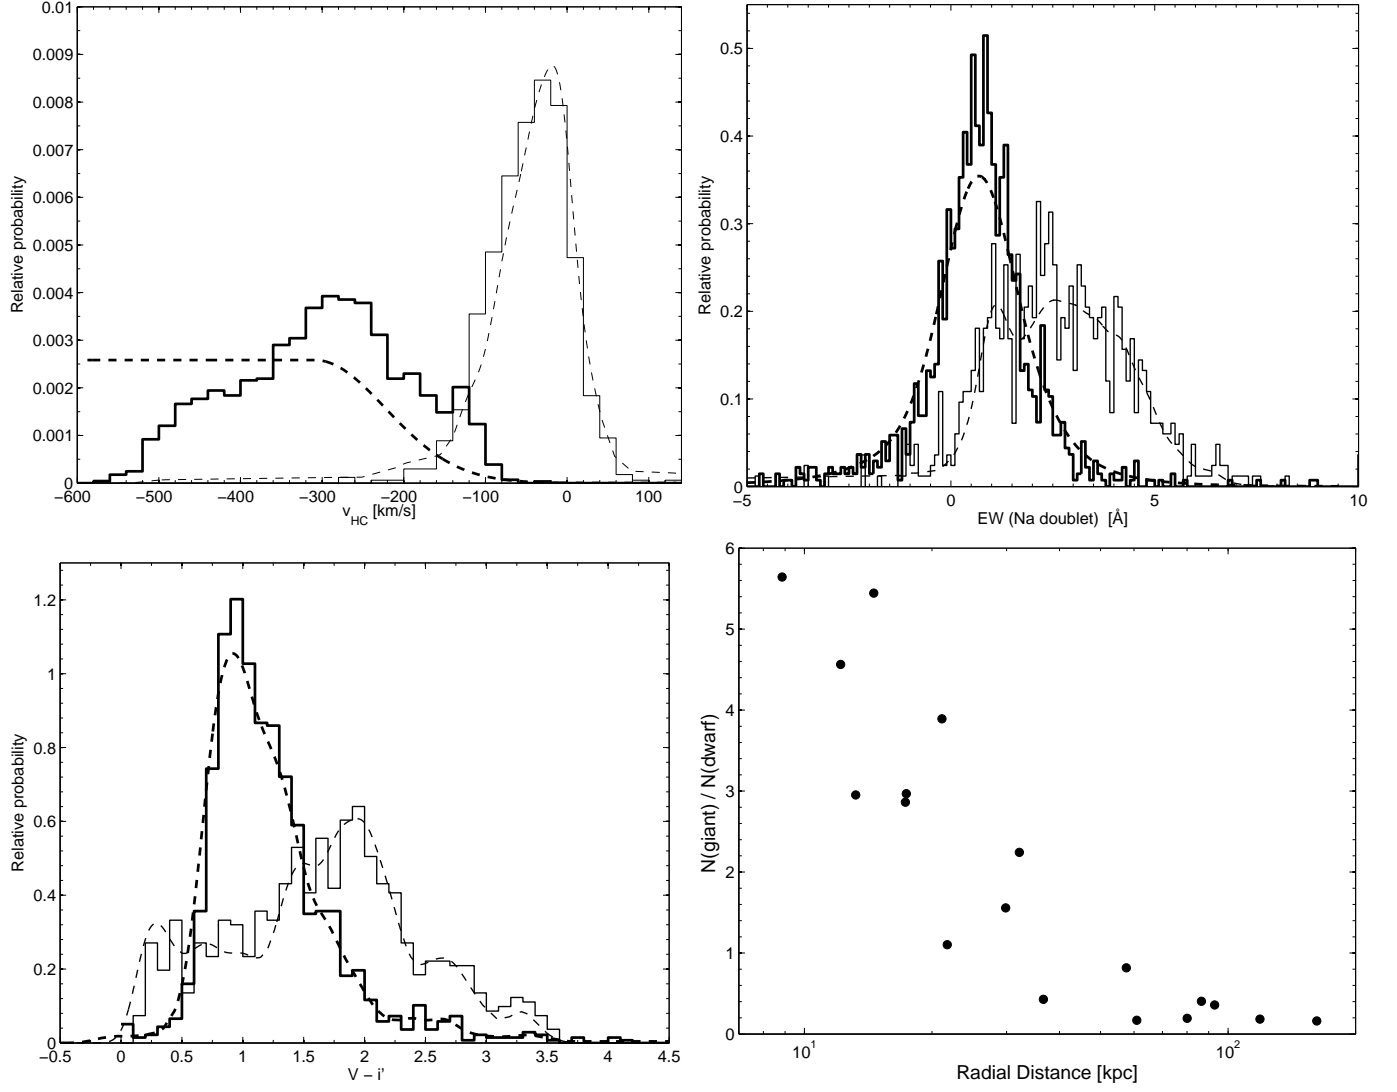 0.01
0.009
0.008
0.007
0.006
0.005
0.004
0.003
0.002
0.001
0
Relative probability
−600 −500 −400 −300 −200 −100 0 100
v_HC [km/s]
0.5
0.4
0.3
0.2
0.1
0
Relative probability
−5 0 5 10
EW (Na doublet) [Å]
1.2
1
0.8
0.6
0.4
0.2
0
Relative probability
−0.5 0 0.5 1 1.5 2 2.5 3 3.5 4 4.5
V − i'
6
5
4
3
2
1
0
N(giant) / N(dwarf)
10^1 10^2
Radial Distance [kpc]